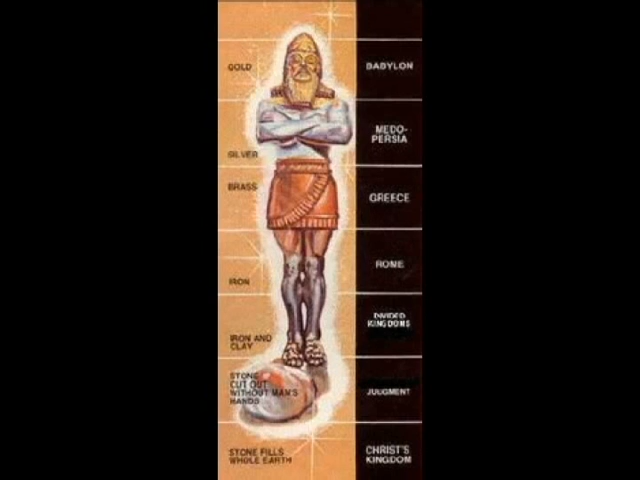 GOLD
BABYLON
MEDO-
PERSIA
SILVER
BRASS
GREECE
ROME
IRON
DIVIDED
KINGDOMS
IRON AND
CLAY
STONE
CUT OUT
WITHOUT MAN'S
HANDS
JUDGMENT
STONE FILLS
WHOLE EARTH
CHRIST'S
KINGDOM